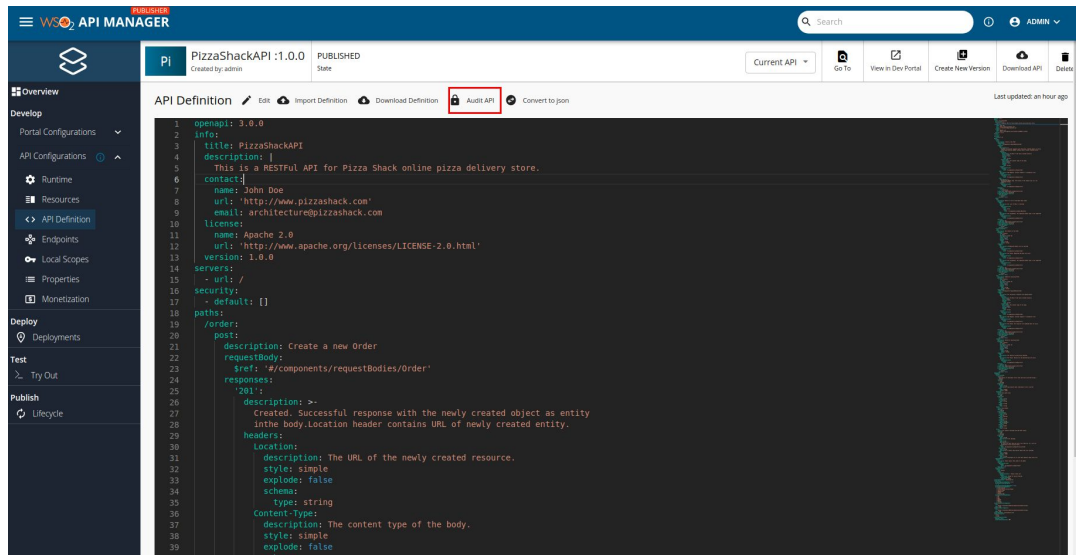 PUBLISHER
WSO2 API MANAGER
Search
ADMIN
Pi
PizzaShackAPI :1.0.0
Created by: admin
PUBLISHED
State
Current API
Go To
View in Dev Portal
Create New Version
Download API
Delete
Overview
Develop
Portal Configurations
API Configurations
Runtime
Resources
API Definition
Endpoints
Local Scopes
Properties
Monetization
Deploy
Deployments
Test
Try Out
Publish
Lifecycle
API Definition
Edit
Import Definition
Download Definition
Audit API
Convert to json
Last updated: an hour ago
1 openapi: 3.0.0
2 info:
3 title: PizzaShackAPI
4 description: |
5 This is a RESTFul API for Pizza Shack online pizza delivery store.
6 contact:
7 name: John Doe
8 url: 'http://www.pizzashack.com'
9 email: architecture@pizzashack.com
10 license:
11 name: Apache 2.0
12 url: 'http://www.apache.org/licenses/LICENSE-2.0.html'
13 version: 1.0.0
14 servers:
15 - url: /
16 security:
17 - default: []
18 paths:
19 /order:
20 post:
21 description: Create a new Order
22 requestBody:
23 $ref: '#/components/requestBodies/Order'
24 responses:
25 '201':
26 description: >-
27 Created. Successful response with the newly created object as entity
28 inthe body.Location header contains URL of newly created entity.
29 headers:
30 Location:
31 description: The URL of the newly created resource.
32 style: simple
33 explode: false
34 schema:
35 type: string
36 Content-Type:
37 description: The content type of the body.
38 style: simple
39 explode: false